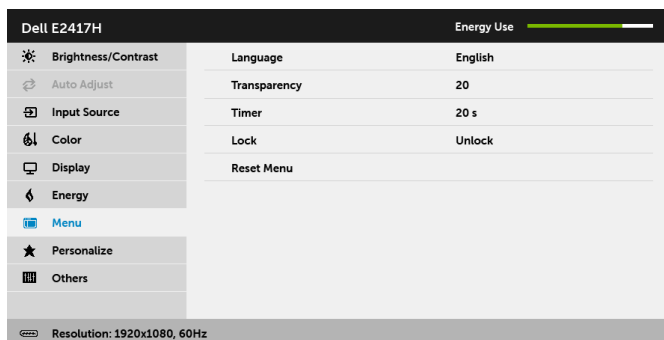 Dell E2417H Energy Use
Brightness/Contrast Language English
Auto Adjust Transparency 20
Input Source Timer 20 s
Color Lock Unlock
Display Reset Menu
Energy
Menu
Personalize
Others
Resolution: 1920x1080, 60Hz